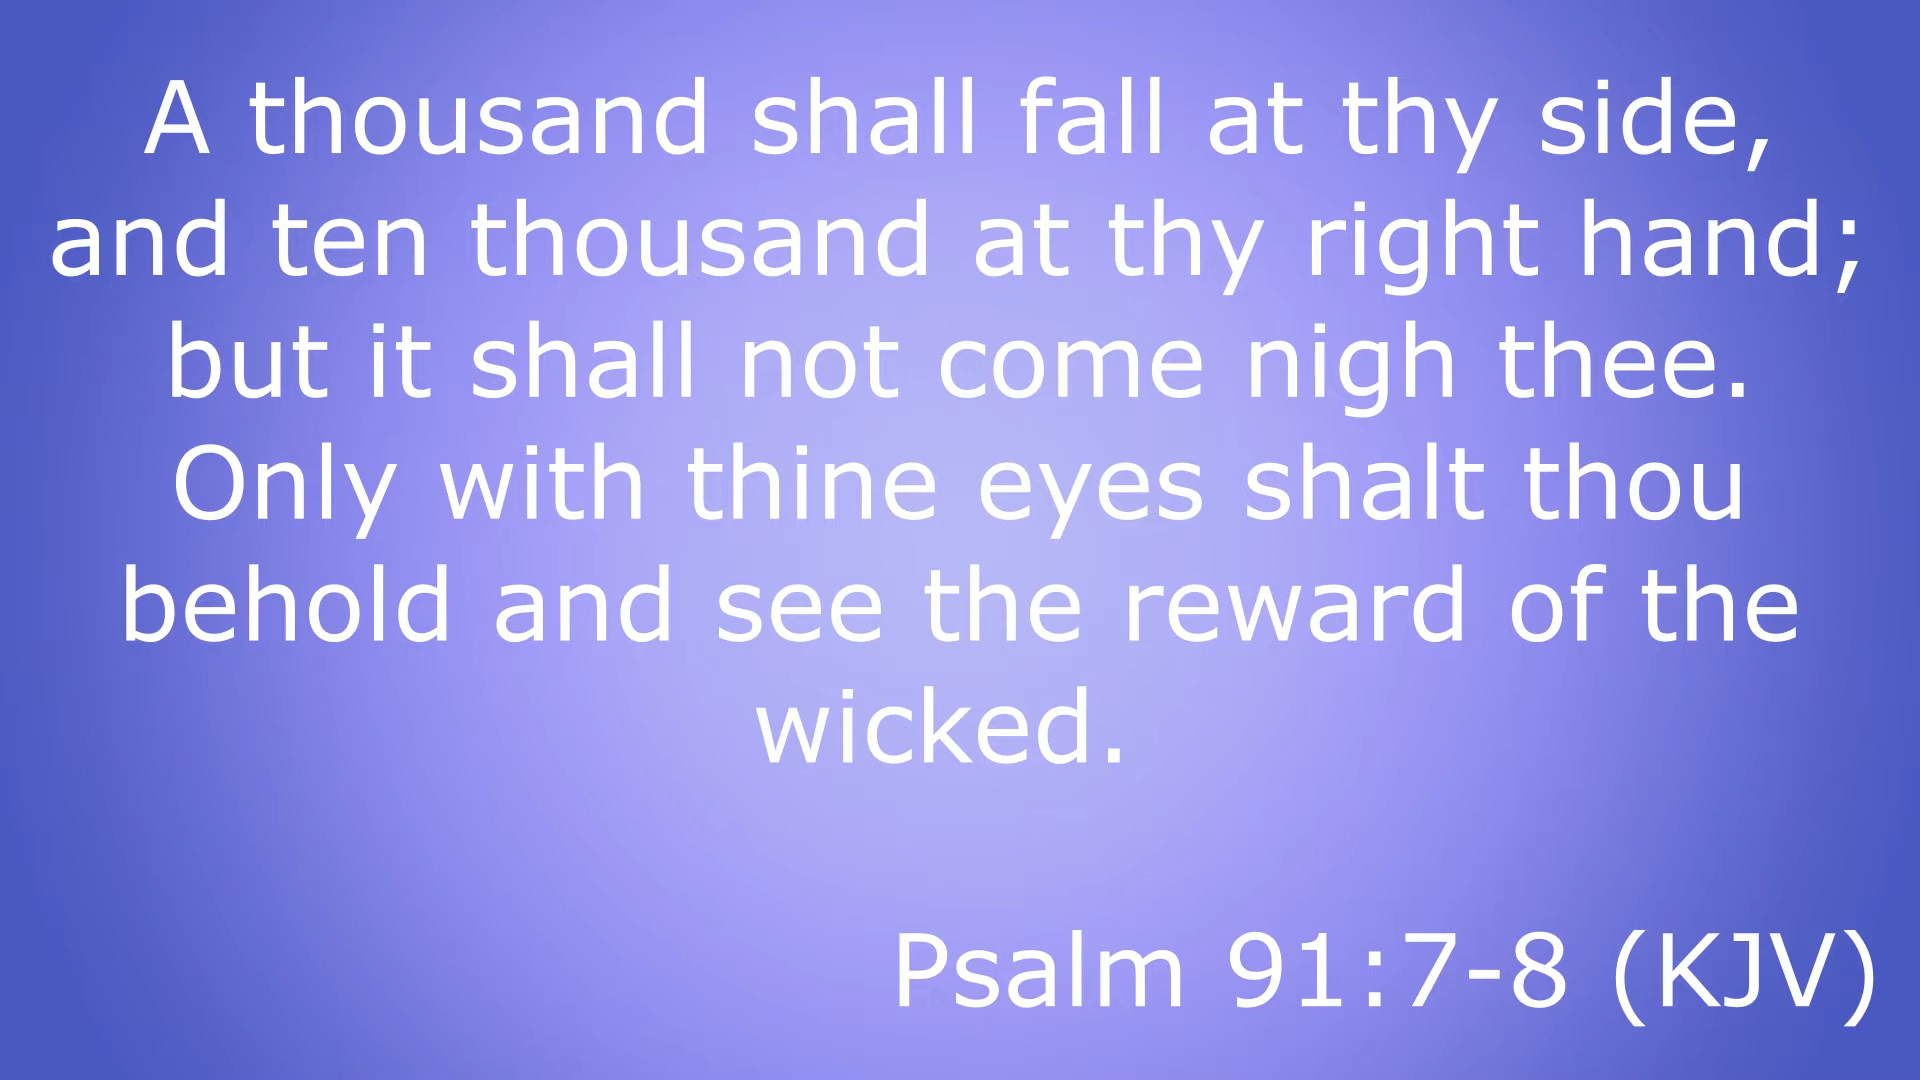 A thousand shall fall at thy side,
and ten thousand at thy right hand;
but it shall not come nigh thee.
Only with thine eyes shalt thou
behold and see the reward of the
wicked.
Psalm 91:7-8 (KJV)